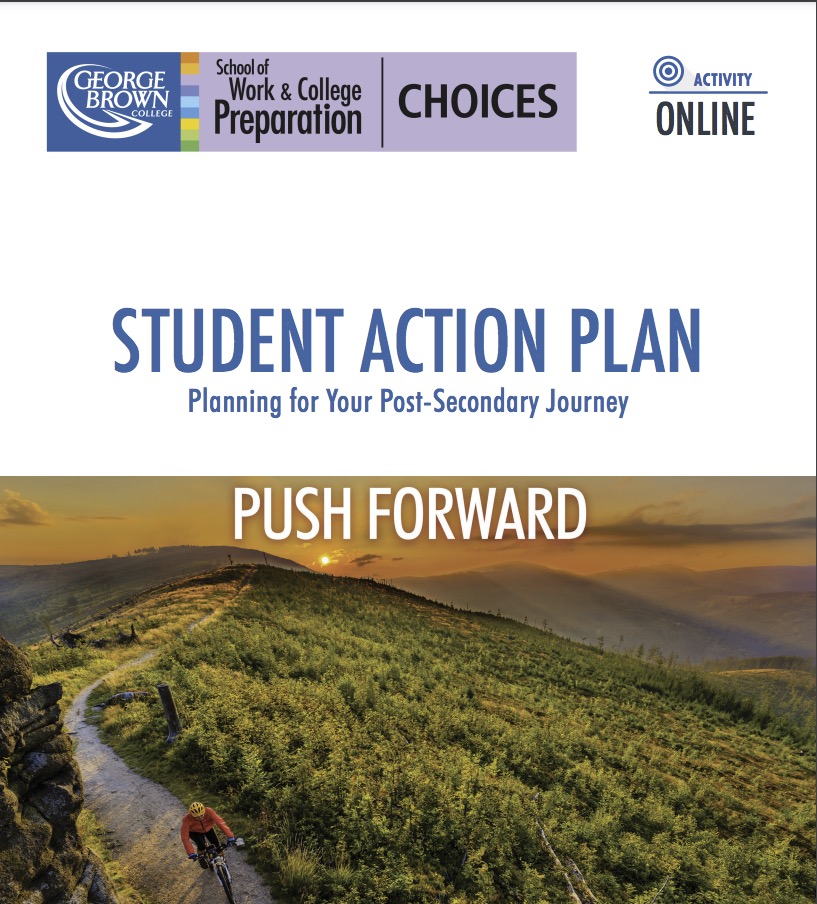 GEORGE
BROWN
COLLEGE
School of
Work & College
Preparation
CHOICES
ACTIVITY
ONLINE
STUDENT ACTION PLAN
Planning for Your Post-Secondary Journey
PUSH FORWARD